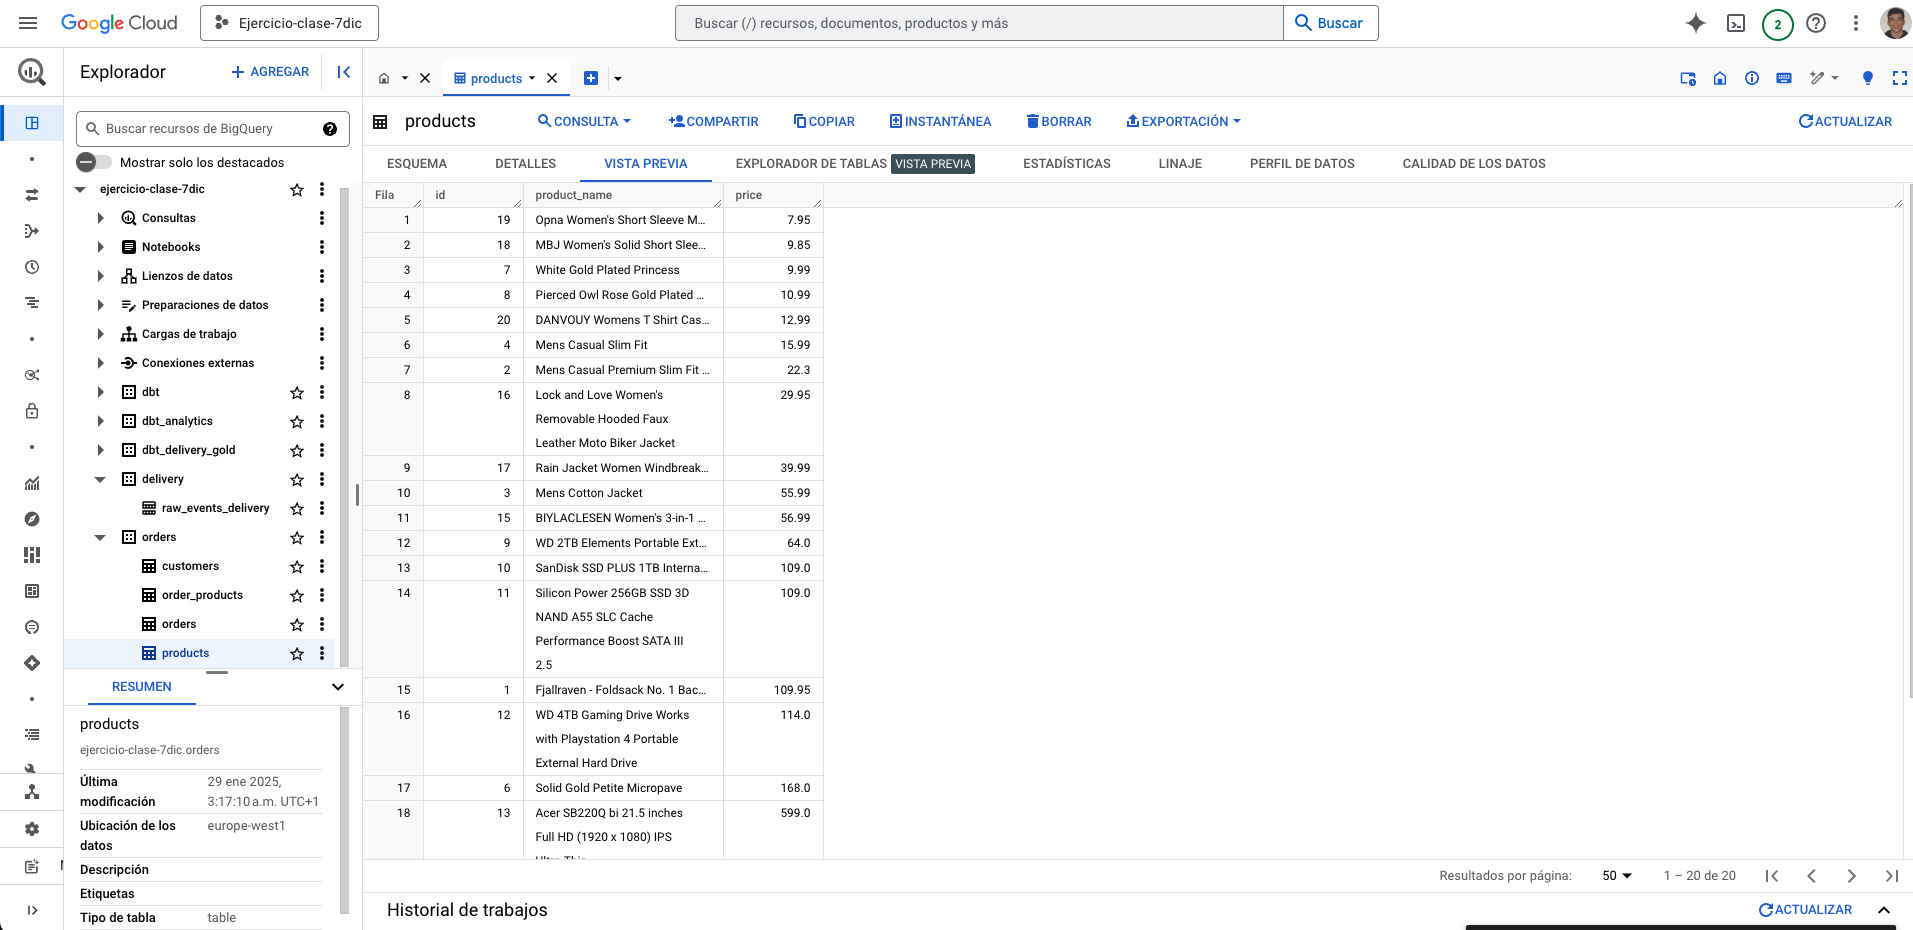 Google Cloud
Ejercicio-clase-7dic
Buscar (/) recursos, documentos, productos y más
Buscar
2
Explorador
AGREGAR
products
Buscar recursos de BigQuery
Mostrar solo los destacados
ejercicio-clase-7dic
Consultas
Notebooks
Lienzos de datos
Preparaciones de datos
Cargas de trabajo
Conexiones externas
dbt
dbt_analytics
dbt_delivery_gold
delivery
raw_events_delivery
orders
customers
order_products
orders
products
RESUMEN
products
ejercicio-clase-7dic.orders
Última modificación 29 ene 2025, 3:17:10 a.m. UTC+1
Ubicación de los datos europe-west1
Descripción
Etiquetas
Tipo de tabla table
products
CONSULTA COMPARTIR COPIAR INSTANTÁNEA BORRAR EXPORTACIÓN ACTUALIZAR
ESQUEMA DETALLES VISTA PREVIA EXPLORADOR DE TABLAS VISTA PREVIA ESTADÍSTICAS LINAJE PERFIL DE DATOS CALIDAD DE LOS DATOS
Fila id product_name price
1 19 Opna Women's Short Sleeve M... 7.95
2 18 MBJ Women's Solid Short Slee... 9.85
3 7 White Gold Plated Princess 9.99
4 8 Pierced Owl Rose Gold Plated ... 10.99
5 20 DANVOUY Womens T Shirt Cas... 12.99
6 4 Mens Casual Slim Fit 15.99
7 2 Mens Casual Premium Slim Fit ... 22.3
8 16 Lock and Love Women's 29.95
Removable Hooded Faux
Leather Moto Biker Jacket
9 17 Rain Jacket Women Windbreak... 39.99
10 3 Mens Cotton Jacket 55.99
11 15 BIYLACLESEN Women's 3-in-1 ... 56.99
12 9 WD 2TB Elements Portable Ext... 64.0
13 10 SanDisk SSD PLUS 1TB Interna... 109.0
14 11 Silicon Power 256GB SSD 3D 109.0
NAND A55 SLC Cache
Performance Boost SATA III
2.5
15 1 Fjallraven - Foldsack No. 1 Bac... 109.95
16 12 WD 4TB Gaming Drive Works 114.0
with Playstation 4 Portable
External Hard Drive
17 6 Solid Gold Petite Micropave 168.0
18 13 Acer SB220Q bi 21.5 inches 599.0
Full HD (1920 x 1080) IPS
Resultados por página: 50 1 – 20 de 20
Historial de trabajos
ACTUALIZAR